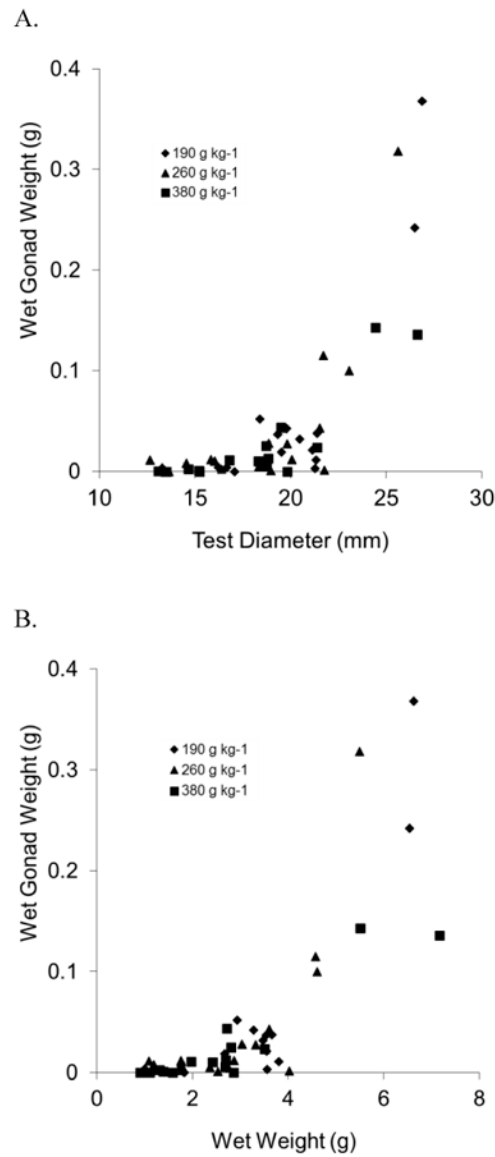 A.
0.4
0.3
0.2
0.1
0
Wet Gonad Weight (g)
190 g kg-1
260 g kg-1
380 g kg-1
10 15 20 25 30
Test Diameter (mm)
B.
0.4
0.3
0.2
0.1
0
Wet Gonad Weight (g)
190 g kg-1
260 g kg-1
380 g kg-1
0 2 4 6 8
Wet Weight (g)